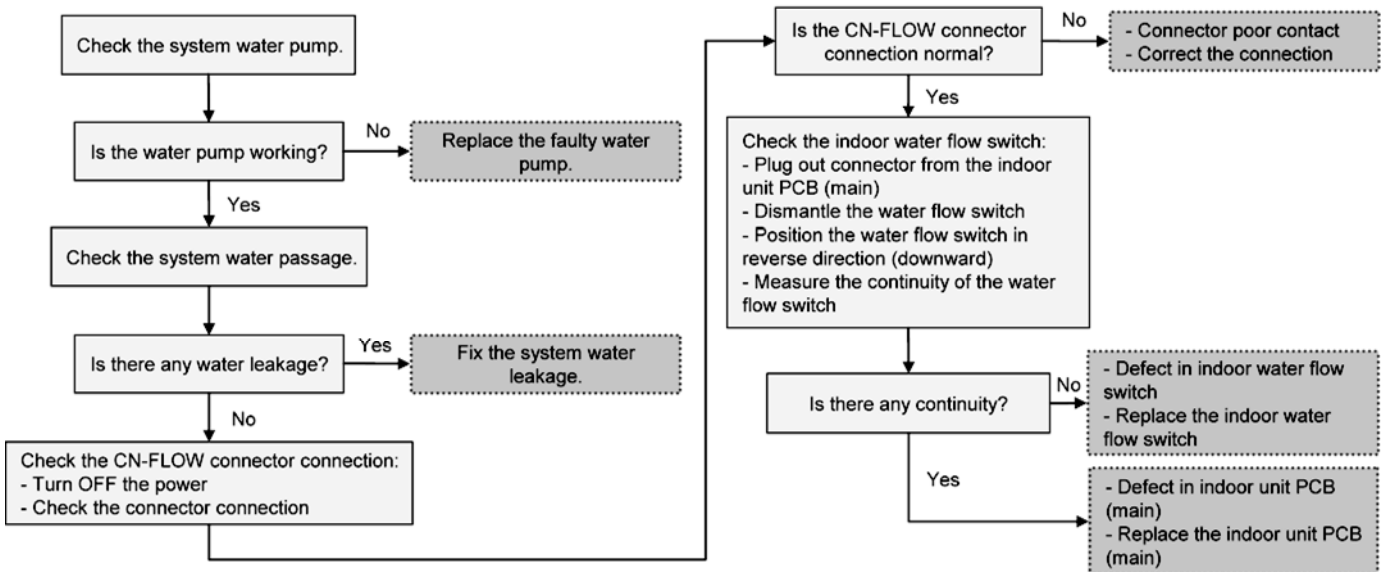 Check the system water pump.
Is the water pump working?
No
Replace the faulty water
pump.
Yes
Check the system water passage.
Is there any water leakage?
Yes
Fix the system water
leakage.
No
Check the CN-FLOW connector connection:
- Turn OFF the power
- Check the connector connection
Is the CN-FLOW connector
connection normal?
No
- Connector poor contact
- Correct the connection
Yes
Check the indoor water flow switch:
- Plug out connector from the indoor
unit PCB (main)
- Dismantle the water flow switch
- Position the water flow switch in
reverse direction (downward)
- Measure the continuity of the water
flow switch
Is there any continuity?
No
- Defect in indoor water flow
switch
- Replace the indoor water
flow switch
Yes
- Defect in indoor unit PCB
(main)
- Replace the indoor unit PCB
(main)